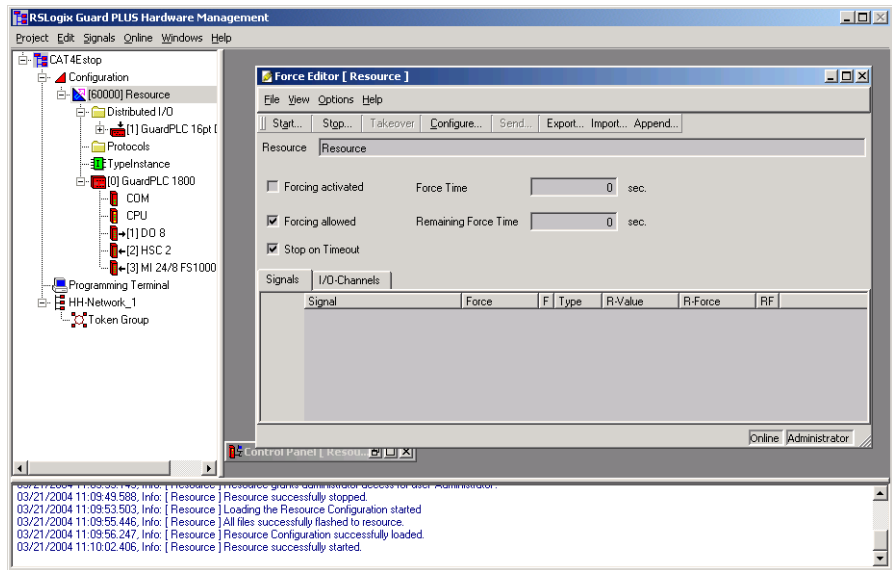 RSLogix Guard PLUS Hardware Management
Project Edit Signals Online Windows Help
CAT4Estop
Configuration
[60000] Resource
Distributed I/O
[1] GuardPLC 16pt
Protocols
TypeInstance
[0] GuardPLC 1800
COM
CPU
[1] DO 8
[2] HSC 2
[3] MI 24/8 FS1000
Programming Terminal
HH-Network_1
Token Group
Force Editor [ Resource ]
File View Options Help
Start... Stop... Takeover Configure... Send... Export... Import... Append...
Resource Resource
Forcing activated Force Time 0 sec.
Forcing allowed Remaining Force Time 0 sec.
Stop on Timeout
Signals I/O-Channels
Signal Force F Type R-Value R-Force RF
Online Administrator
Control Panel [ Resou...
03/21/2004 11:09:49.588, Info: [ Resource ] Resource successfully stopped.
03/21/2004 11:09:53.503, Info: [ Resource ] Loading the Resource Configuration started
03/21/2004 11:09:55.446, Info: [ Resource ] All files successfully flashed to resource.
03/21/2004 11:09:56.247, Info: [ Resource ] Resource Configuration successfully loaded.
03/21/2004 11:10:02.406, Info: [ Resource ] Resource successfully started.